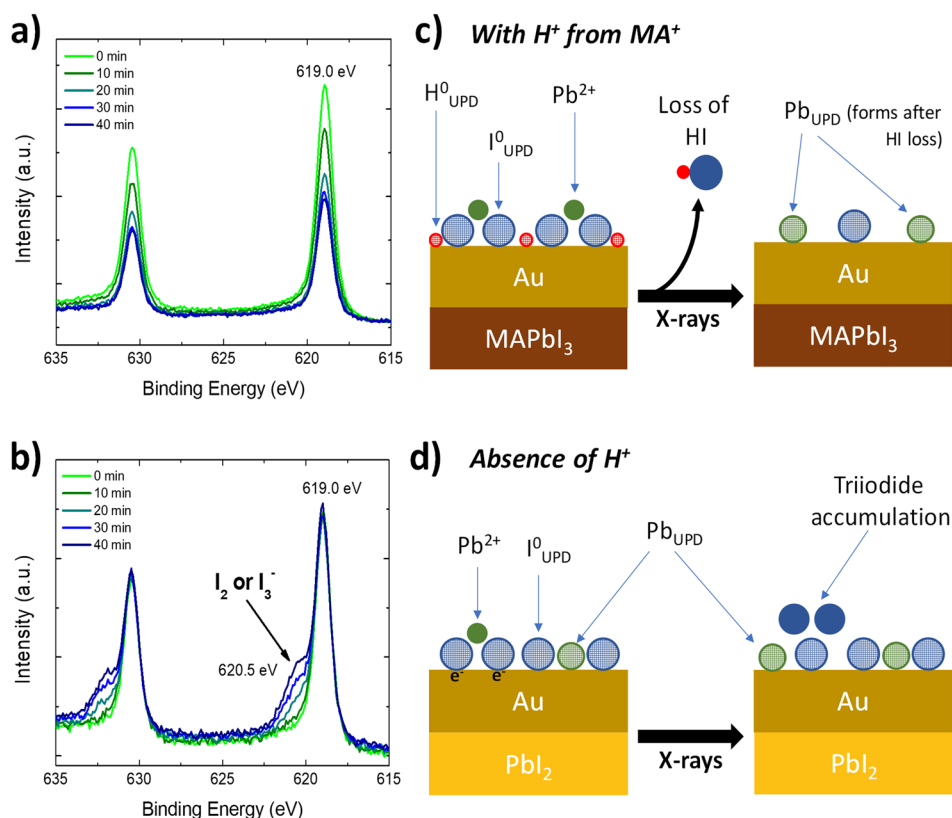 a)
0 min
10 min
20 min
30 min
40 min
619.0 eV
Intensity (a.u.)
635 630 625 620 615
Binding Energy (eV)
c) With H⁺ from MA⁺
H⁰UPD
I⁰UPD
Pb²⁺
Loss of
HI
PbUPD (forms after
HI loss)
Au
MAPbI₃
X-rays
Au
MAPbI₃
b)
0 min
10 min
20 min
30 min
40 min
619.0 eV
I₂ or I₃⁻
620.5 eV
Intensity (a.u.)
635 630 625 620 615
Binding Energy (eV)
d) Absence of H⁺
Pb²⁺
I⁰UPD
PbUPD
Triiodide
accumulation
e⁻ e⁻
Au
PbI₂
X-rays
Au
PbI₂